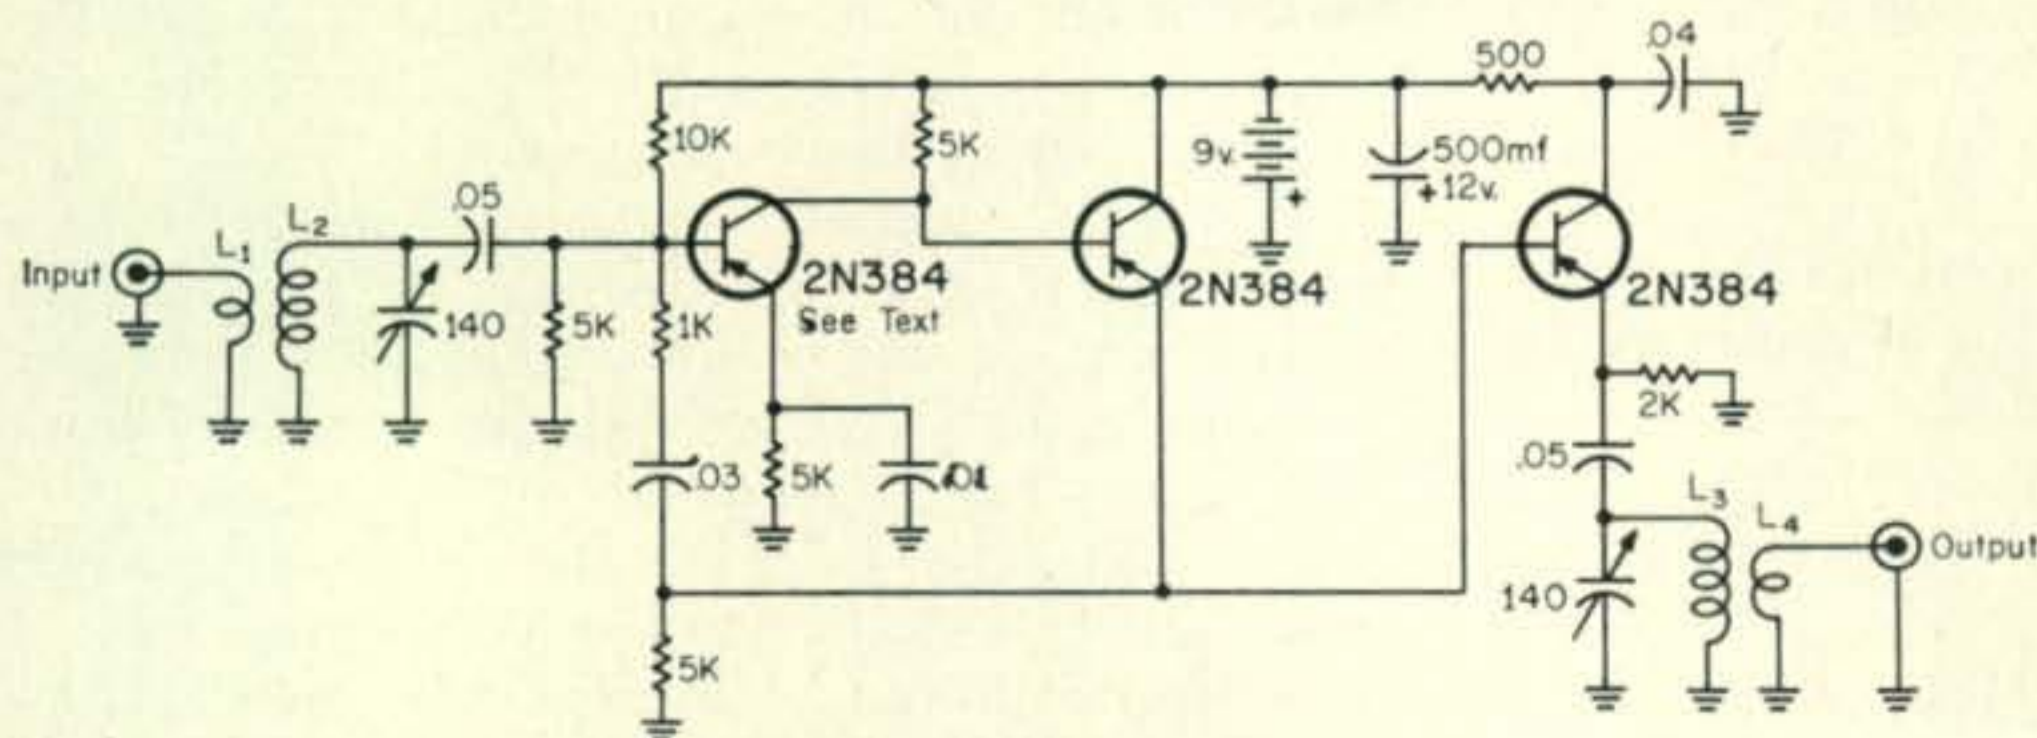 500
.04
10K
5K
9v.
+
500mf
+ 12v.
.05
L1
L2
Input
140
5K
1K
2N384
See Text
2N384
2N384
2K
.03
5K
.05
L3
L4
Output
140
5K